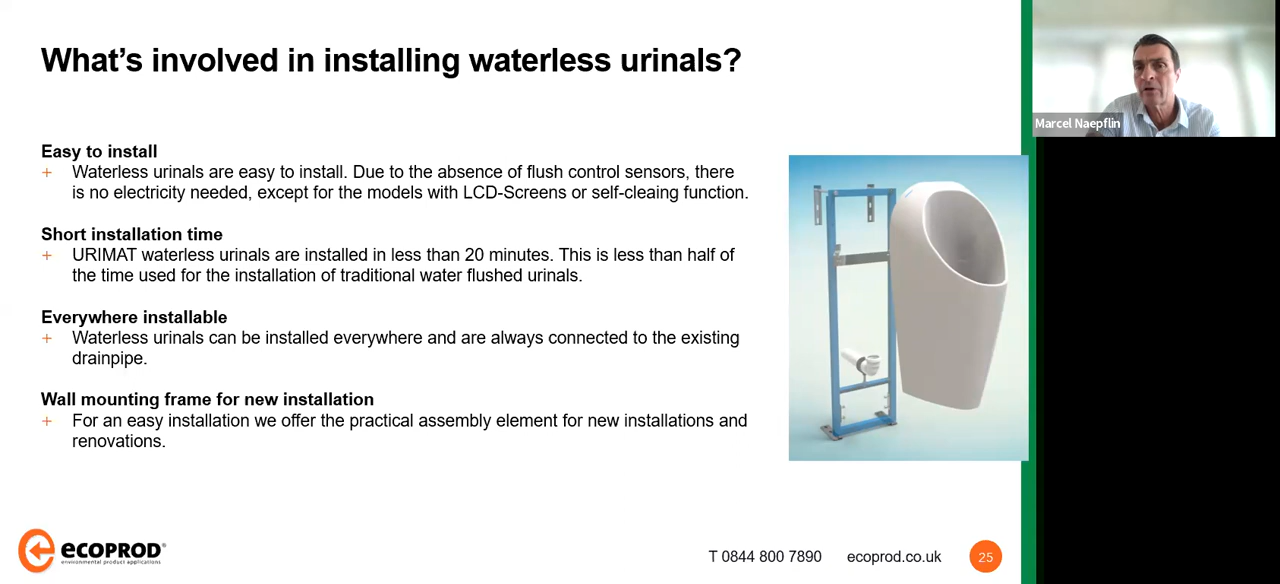 What's involved in installing waterless urinals?
Marcel Naepflin
Easy to install
+ Waterless urinals are easy to install. Due to the absence of flush control sensors, there
is no electricity needed, except for the models with LCD-Screens or self-cleaing function.
Short installation time
+ URIMAT waterless urinals are installed in less than 20 minutes. This is less than half of
the time used for the installation of traditional water flushed urinals.
Everywhere installable
+ Waterless urinals can be installed everywhere and are always connected to the existing
drainpipe.
Wall mounting frame for new installation
+ For an easy installation we offer the practical assembly element for new installations and
renovations.
ecoprod®
environmental product applications
T 0844 800 7890 ecoprod.co.uk 25